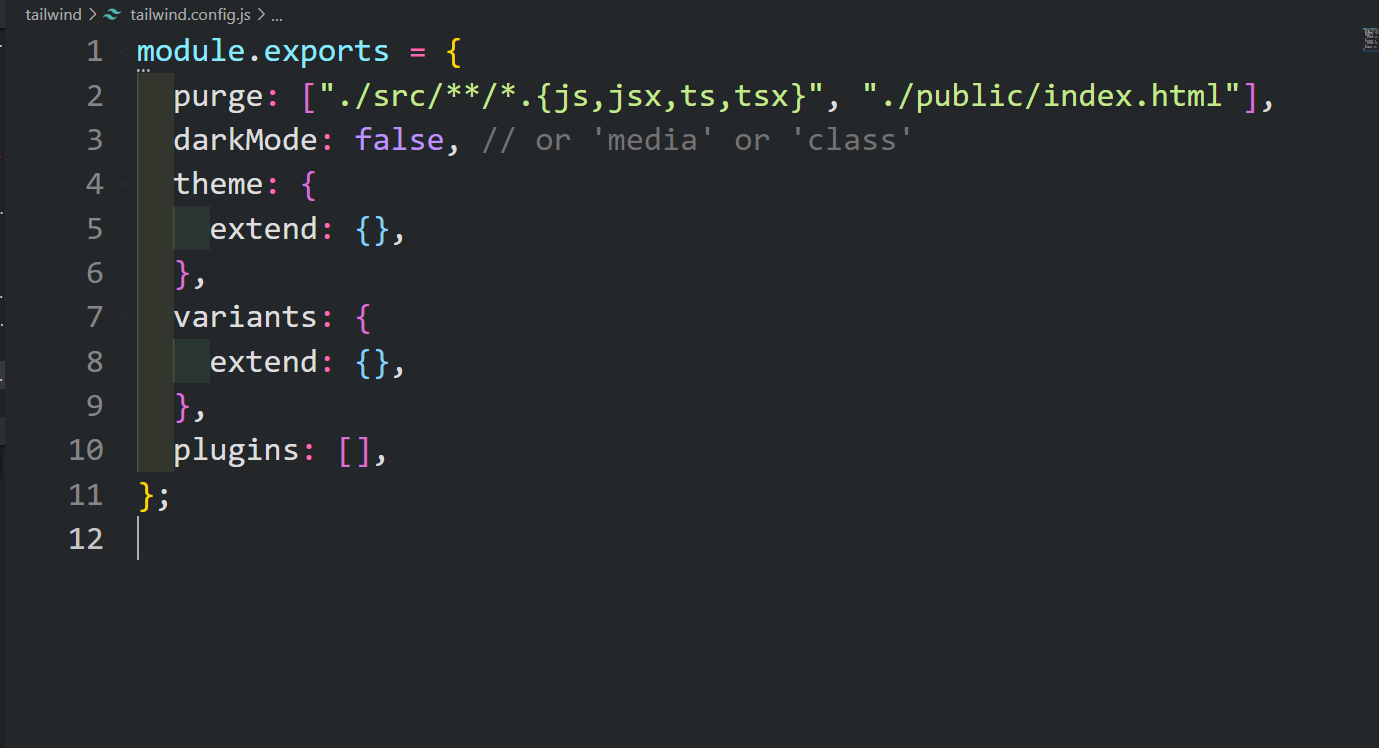 tailwind > tailwind.config.js > ...
1 module.exports = {
2   purge: ["./src/**/*.{js,jsx,ts,tsx}", "./public/index.html"],
3   darkMode: false, // or 'media' or 'class'
4   theme: {
5     extend: {},
6   },
7   variants: {
8     extend: {},
9   },
10   plugins: [],
11 };
12